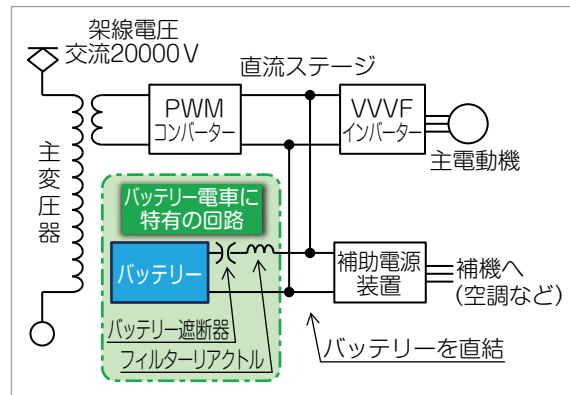 架線電圧
交流20000V
直流ステージ
PWM
コンバーター
VVVF
インバーター
主電動機
主変圧器
バッテリー電車に
特有の回路
バッテリー
補助電源
装置
補機へ
(空調など)
バッテリー遮断器
フィルターリアクトル
バッテリーを直結